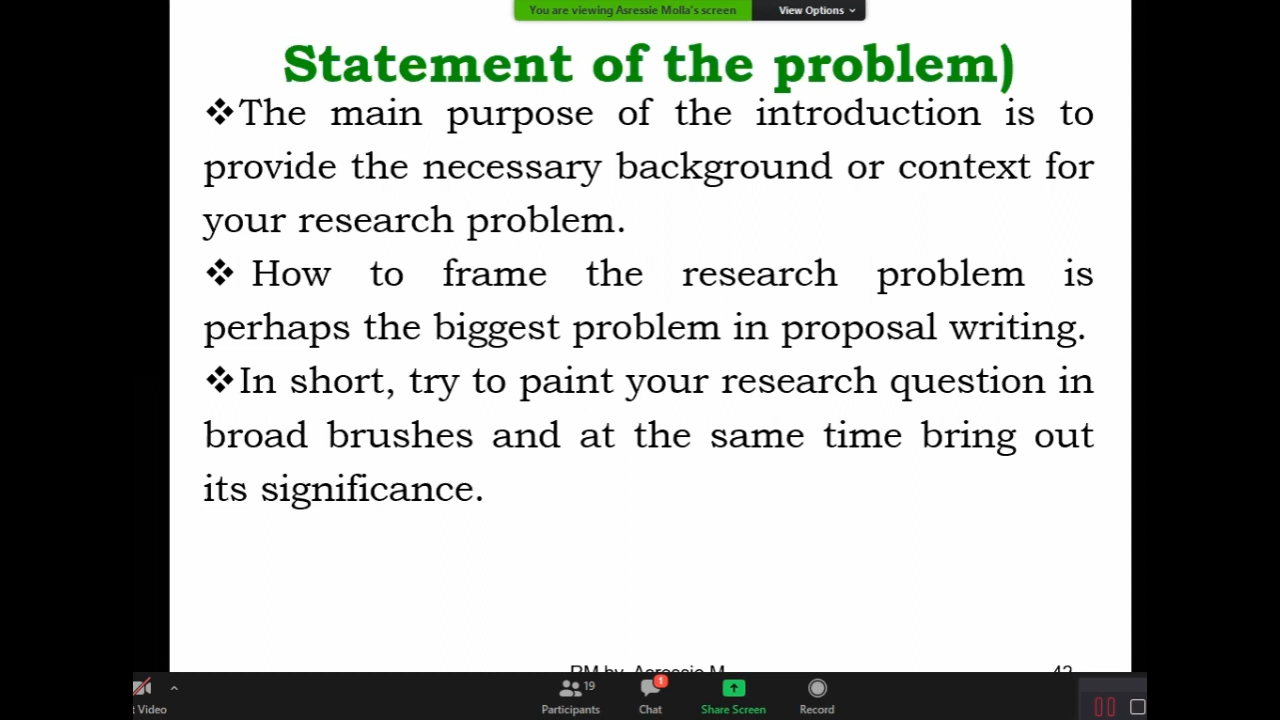 You are viewing Asressie Molla's screen View Options
Statement of the problem)
❖The main purpose of the introduction is to
provide the necessary background or context for
your research problem.
❖ How to frame the research problem is
perhaps the biggest problem in proposal writing.
❖In short, try to paint your research question in
broad brushes and at the same time bring out
its significance.
RM by Asressie M
19 1
t Video Participants Chat Share Screen Record